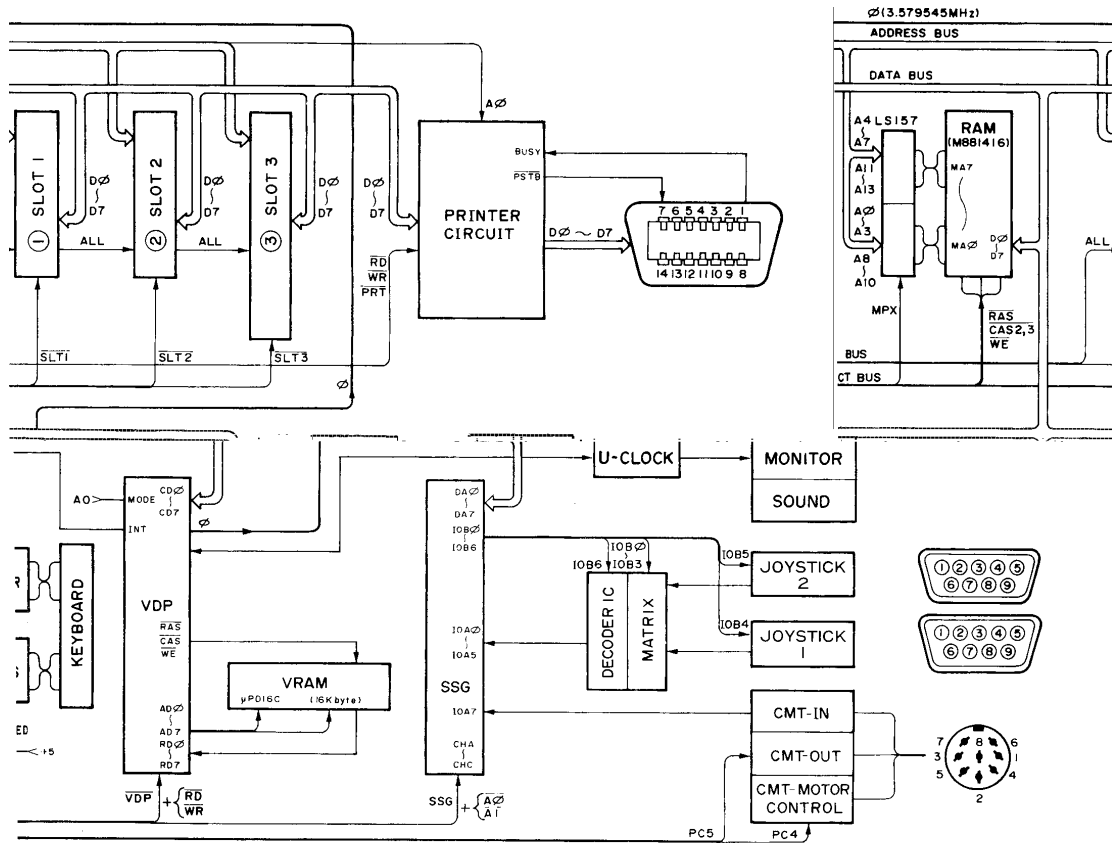 Ø(3.579545MHz)
ADDRESS BUS
DATA BUS
AØ
SLOT 1
①
DØ
~
D7
ALL
SLOT 2
②
DØ
~
D7
ALL
SLOT 3
③
DØ
~
D7
DØ
~
D7
RD
WR
PRT
PRINTER
CIRCUIT
BUSY
PSTB
DØ ~ D7
7 6 5 4 3 2 1
14 13 12 11 10 9 8
SLT1
SLT2
SLT3
Ø
A4
~
A7
LS157
A11
~
A13
AØ
~
A3
A8
~
A10
MPX
RAM
(M881416)
MA7
~
MAØ
DØ
~
D7
RAS
CAS2,3
WE
ALL
BUS
CT BUS
U-CLOCK
MONITOR
SOUND
AO
MODE
CDØ
~
CD7
INT
Ø
KEYBOARD
VDP
RAS
CAS
WE
ADØ
~
AD7
RDØ
~
RD7
VRAM
μPD16C
(16Kbyte)
ED
+5
VDP
+
RD
WR
DAØ
~
DA7
IOBØ
~
IOB6
IOAØ
~
IOA5
SSG
IOA7
CHA
~
CHC
SSG
+
AØ
A1
IOB6
IOBØ
~
IOB3
DECODER IC
MATRIX
IOB5
JOYSTICK
2
IOB4
JOYSTICK
1
① ② ③ ④ ⑤
⑥ ⑦ ⑧ ⑨
① ② ③ ④ ⑤
⑥ ⑦ ⑧ ⑨
CMT-IN
CMT-OUT
CMT-MOTOR
CONTROL
PC5
PC4
7 8 6
3 1
5 4
2